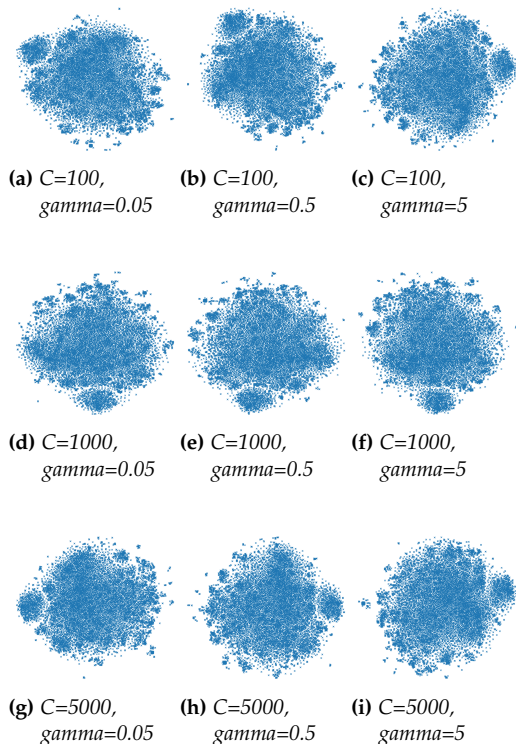 (a) C=100, (b) C=100, (c) C=100,
gamma=0.05 gamma=0.5 gamma=5
(d) C=1000, (e) C=1000, (f) C=1000,
gamma=0.05 gamma=0.5 gamma=5
(g) C=5000, (h) C=5000, (i) C=5000,
gamma=0.05 gamma=0.5 gamma=5